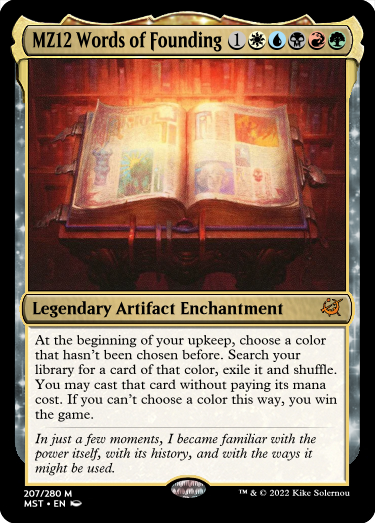 MZ12 Words of Founding 1
Legendary Artifact Enchantment
At the beginning of your upkeep, choose a color
that hasn't been chosen before. Search your
library for a card of that color, exile it and shuffle.
You may cast that card without paying its mana
cost. If you can't choose a color this way, you win
the game.
In just a few moments, I became familiar with the
power itself, with its history, and with the ways it
might be used.
207/280 M
MST • EN
™ & © 2022 Kike Solernou